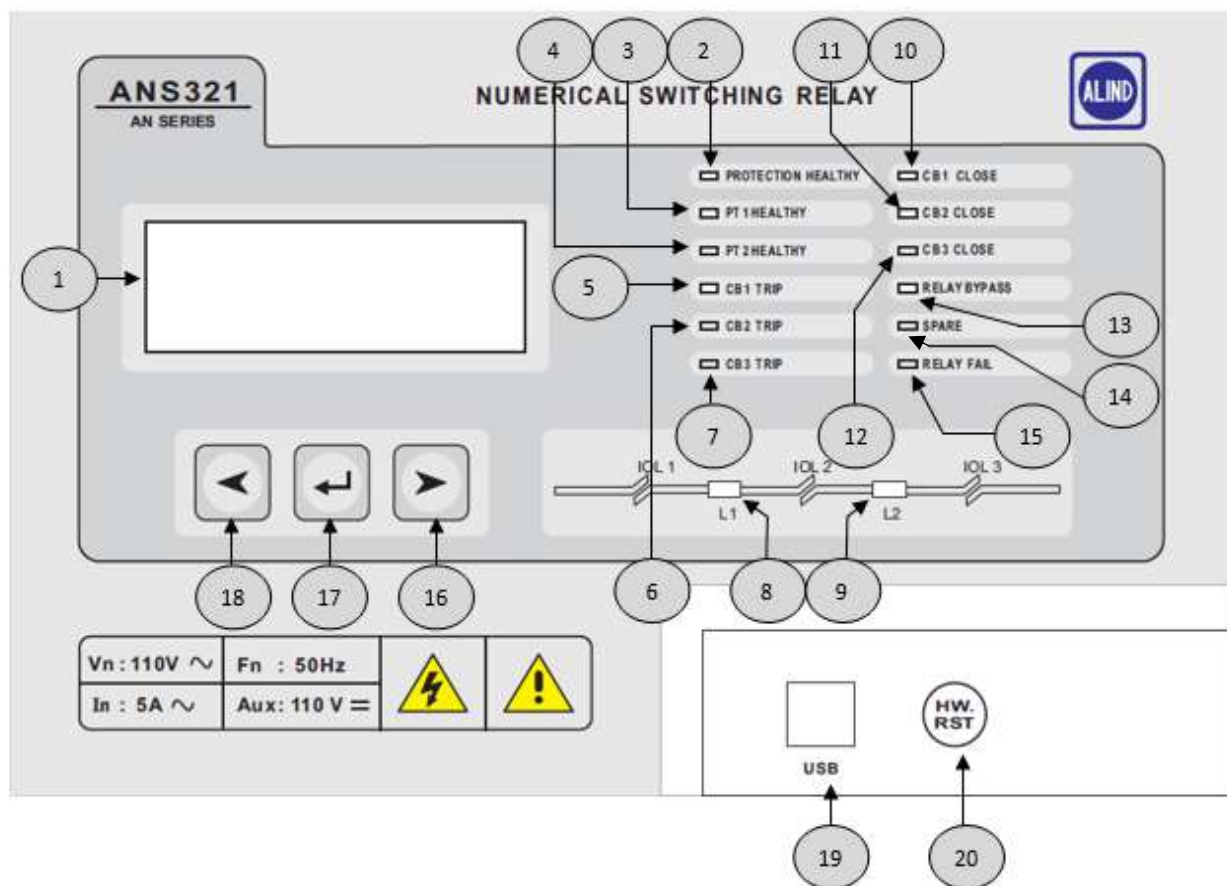 4 3 2 11 10
ANS321
AN SERIES
NUMERICAL SWITCHING RELAY
ALIND
PROTECTION HEALTHY
CB1 CLOSE
PT 1 HEALTHY
CB2 CLOSE
PT 2 HEALTHY
CB3 CLOSE
1
5
CB1 TRIP
RELAY BYPASS
CB2 TRIP
SPARE
13
CB3 TRIP
RELAY FAIL
14
7
12
15
IOL 1
IOL 2
IOL 3
L1
L2
18 17 16
6
8
9
Vn : 110V ~
Fn : 50Hz
In : 5A ~
Aux: 110 V =
HW.
RST
USB
19
20